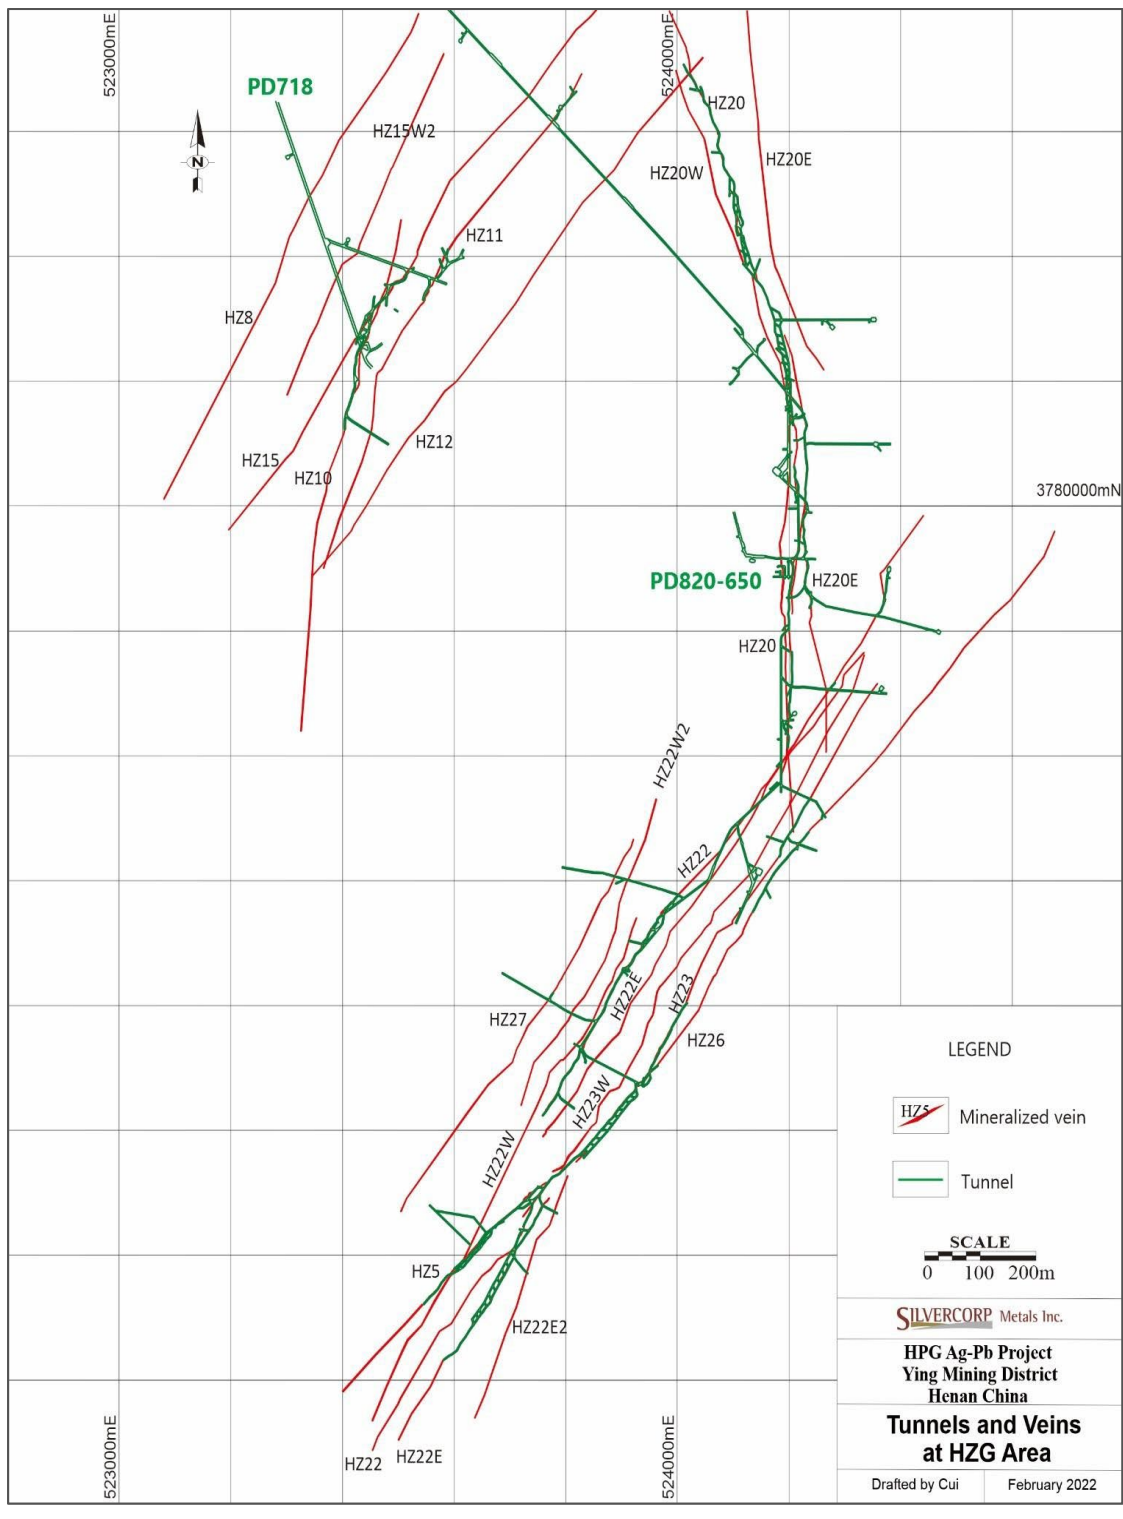 523000mE
524000mE
PD718
HZ20
HZ15W2
HZ20W
HZ20E
HZ11
HZ8
HZ12
HZ15
HZ10
3780000mN
PD820-650
HZ20E
HZ20
HZ22W2
HZ22
HZ22E
HZ23
HZ27
HZ26
HZ23W
HZ22W
HZ5
HZ22E2
HZ22
HZ22E
523000mE
524000mE
LEGEND
HZ5
Mineralized vein
Tunnel
SCALE
0 100 200m
SILVERCORP Metals Inc.
HPG Ag-Pb Project
Ying Mining District
Henan China
Tunnels and Veins
at HZG Area
Drafted by Cui
February 2022
N